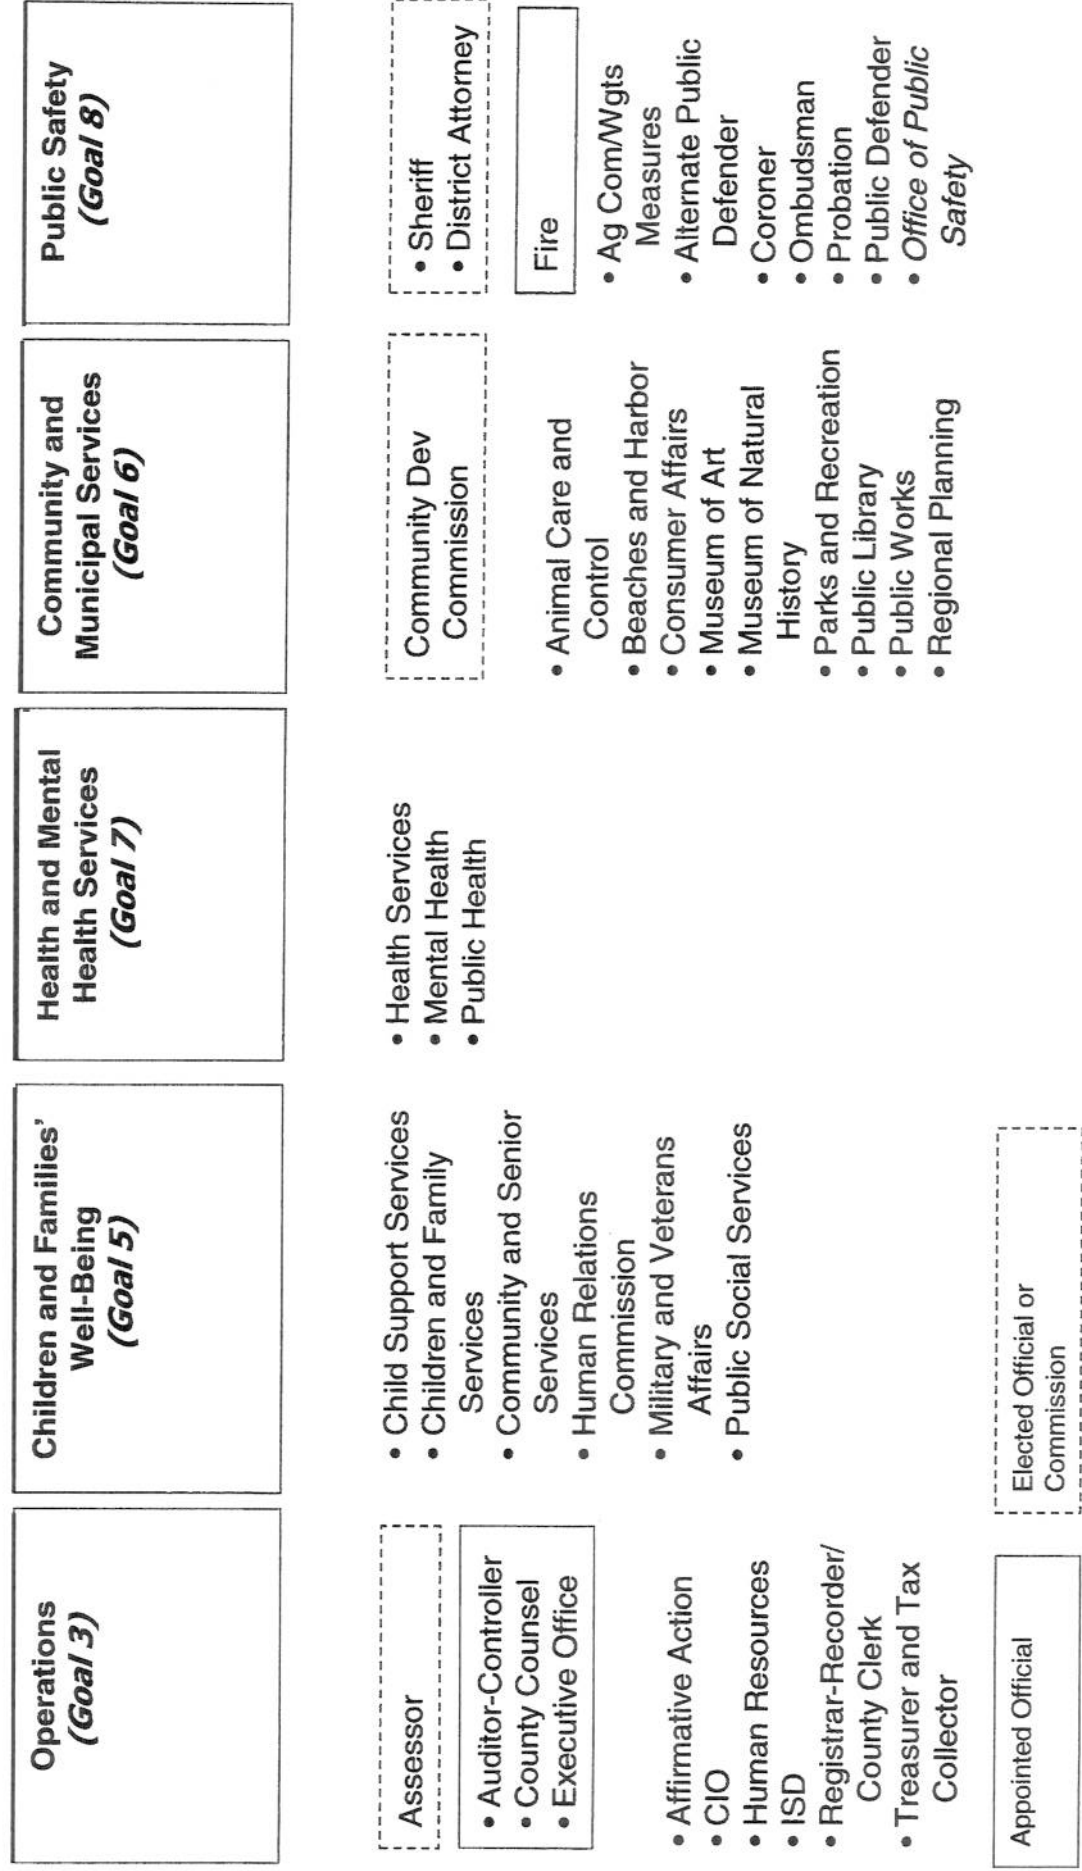 Operations
(Goal 3)
Assessor
• Auditor-Controller
• County Counsel
• Executive Office
• Affirmative Action
• CIO
• Human Resources
• ISD
• Registrar-Recorder/
County Clerk
• Treasurer and Tax
Collector
Children and Families'
Well-Being
(Goal 5)
• Child Support Services
• Children and Family
Services
• Community and Senior
Services
• Human Relations
Commission
• Military and Veterans
Affairs
• Public Social Services
Health and Mental
Health Services
(Goal 7)
• Health Services
• Mental Health
• Public Health
Community and
Municipal Services
(Goal 6)
Community Dev
Commission
• Animal Care and
Control
• Beaches and Harbor
• Consumer Affairs
• Museum of Art
• Museum of Natural
History
• Parks and Recreation
• Public Library
• Public Works
• Regional Planning
Public Safety
(Goal 8)
• Sheriff
• District Attorney
Fire
• Ag Com/Wgts
Measures
• Alternate Public
Defender
• Coroner
• Ombudsman
• Probation
• Public Defender
• Office of Public
Safety
Appointed Official
Elected Official or
Commission